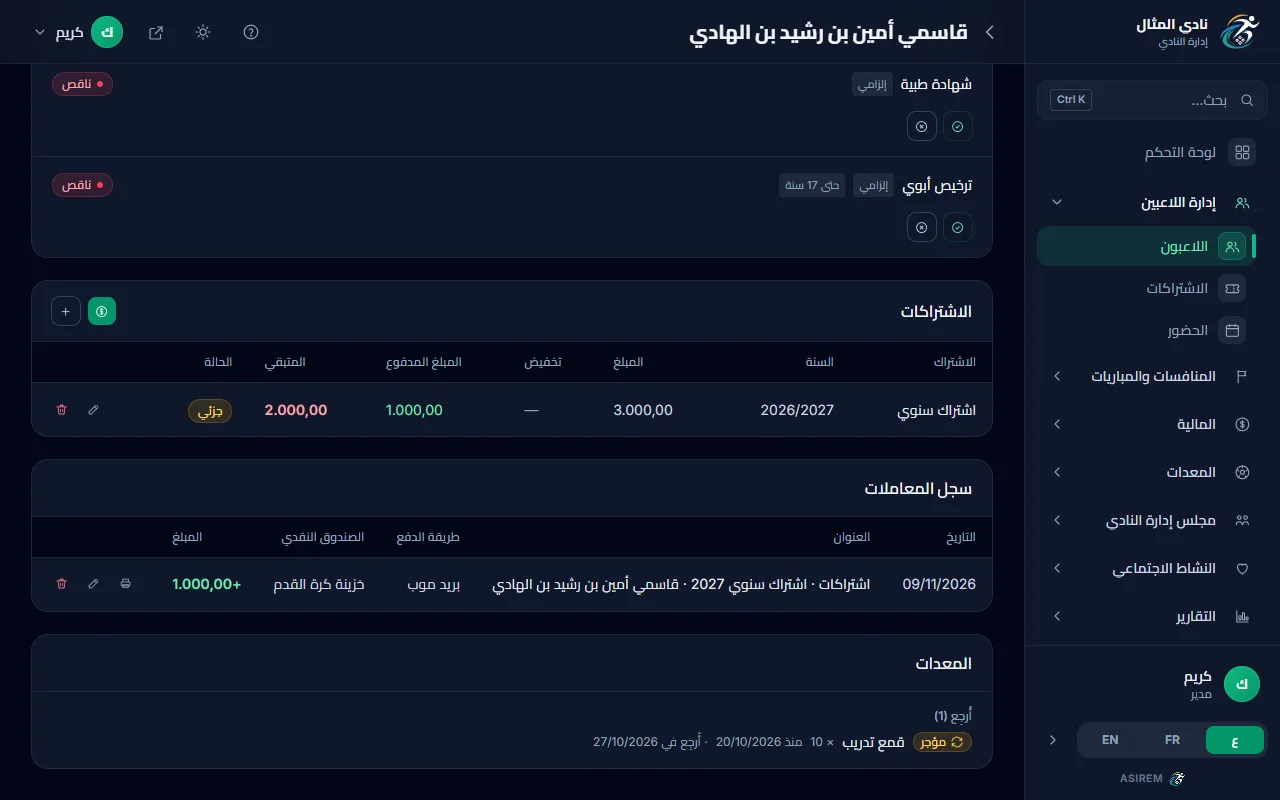 نادي المثال
إدارة النادي
بحث...
Ctrl K
لوحة التحكم
إدارة اللاعبين
اللاعبون
الاشتراكات
الحضور
المنافسات والمباريات
المالية
المعدات
مجلس إدارة النادي
النشاط الاجتماعي
التقارير
ك
كريم
مدير
ع FR EN
ASIREM
قاسمي أمين بن رشيد بن الهادي
ك كريم
شهادة طبية إلزامي ناقص
ترخيص أبوي إلزامي حتى 17 سنة ناقص
الاشتراكات
الاشتراك السنة المبلغ تخفيض المبلغ المدفوع المتبقي الحالة
اشتراك سنوي 2026/2027 3.000,00 — 1.000,00 2.000,00 جزئي
سجل المعاملات
التاريخ العنوان طريقة الدفع الصندوق النقدي المبلغ
09/11/2026 اشتراكات · اشتراك سنوي 2027 · قاسمي أمين بن رشيد بن الهادي بريد موب خزينة كرة القدم +1.000,00
المعدات
أرجع (1)
مؤجر قمع تدريب × 10 منذ 20/10/2026 · أُرجع في 27/10/2026